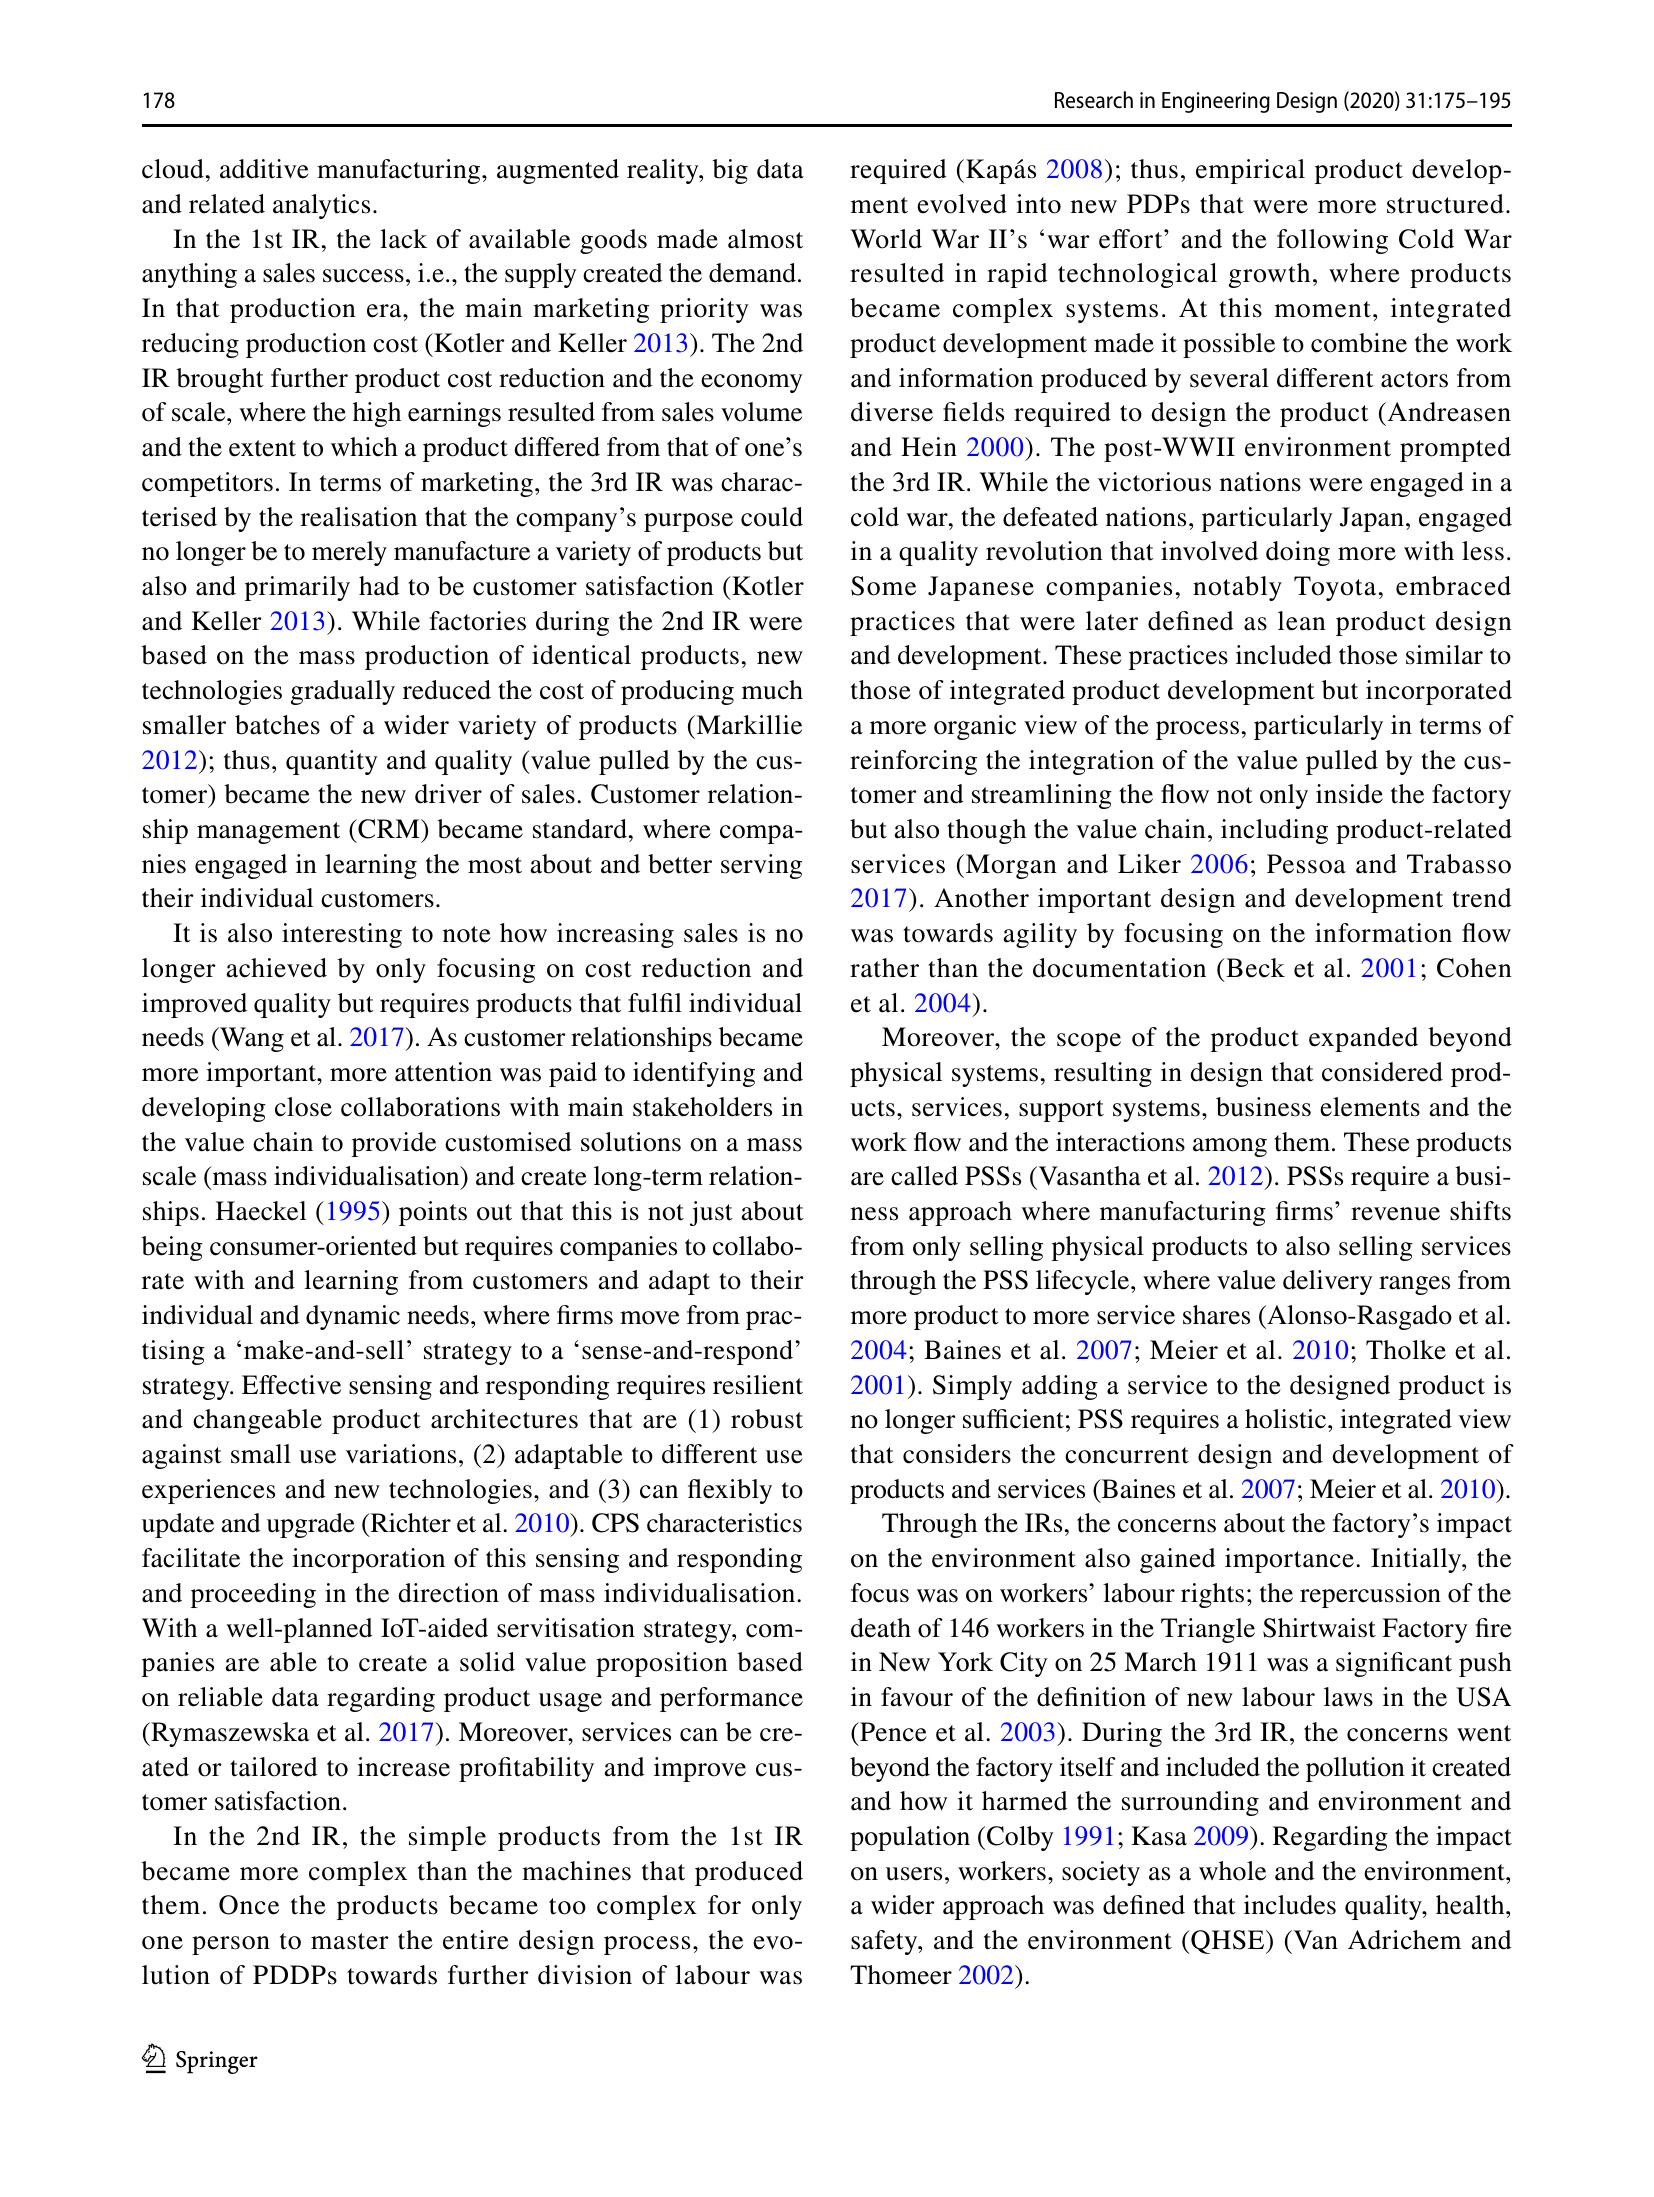 178
Research in Engineering Design (2020) 31:175–195
cloud, additive manufacturing, augmented reality, big data
and related analytics.
In the 1st IR, the lack of available goods made almost
anything a sales success, i.e., the supply created the demand.
In that production era, the main marketing priority was
reducing production cost (Kotler and Keller 2013). The 2nd
IR brought further product cost reduction and the economy
of scale, where the high earnings resulted from sales volume
and the extent to which a product differed from that of one’s
competitors. In terms of marketing, the 3rd IR was charac-
terised by the realisation that the company’s purpose could
no longer be to merely manufacture a variety of products but
also and primarily had to be customer satisfaction (Kotler
and Keller 2013). While factories during the 2nd IR were
based on the mass production of identical products, new
technologies gradually reduced the cost of producing much
smaller batches of a wider variety of products (Markillie
2012); thus, quantity and quality (value pulled by the cus-
tomer) became the new driver of sales. Customer relation-
ship management (CRM) became standard, where compa-
nies engaged in learning the most about and better serving
their individual customers.
It is also interesting to note how increasing sales is no
longer achieved by only focusing on cost reduction and
improved quality but requires products that fulfil individual
needs (Wang et al. 2017). As customer relationships became
more important, more attention was paid to identifying and
developing close collaborations with main stakeholders in
the value chain to provide customised solutions on a mass
scale (mass individualisation) and create long-term relation-
ships. Haeckel (1995) points out that this is not just about
being consumer-oriented but requires companies to collabo-
rate with and learning from customers and adapt to their
individual and dynamic needs, where firms move from prac-
tising a ‘make-and-sell’ strategy to a ‘sense-and-respond’
strategy. Effective sensing and responding requires resilient
and changeable product architectures that are (1) robust
against small use variations, (2) adaptable to different use
experiences and new technologies, and (3) can flexibly to
update and upgrade (Richter et al. 2010). CPS characteristics
facilitate the incorporation of this sensing and responding
and proceeding in the direction of mass individualisation.
With a well-planned IoT-aided servitisation strategy, com-
panies are able to create a solid value proposition based
on reliable data regarding product usage and performance
(Rymaszewska et al. 2017). Moreover, services can be cre-
ated or tailored to increase profitability and improve cus-
tomer satisfaction.
In the 2nd IR, the simple products from the 1st IR
became more complex than the machines that produced
them. Once the products became too complex for only
one person to master the entire design process, the evo-
lution of PDDPs towards further division of labour was
required (Kapás 2008); thus, empirical product develop-
ment evolved into new PDPs that were more structured.
World War II’s ‘war effort’ and the following Cold War
resulted in rapid technological growth, where products
became complex systems. At this moment, integrated
product development made it possible to combine the work
and information produced by several different actors from
diverse fields required to design the product (Andreasen
and Hein 2000). The post-WWII environment prompted
the 3rd IR. While the victorious nations were engaged in a
cold war, the defeated nations, particularly Japan, engaged
in a quality revolution that involved doing more with less.
Some Japanese companies, notably Toyota, embraced
practices that were later defined as lean product design
and development. These practices included those similar to
those of integrated product development but incorporated
a more organic view of the process, particularly in terms of
reinforcing the integration of the value pulled by the cus-
tomer and streamlining the flow not only inside the factory
but also though the value chain, including product-related
services (Morgan and Liker 2006; Pessoa and Trabasso
2017). Another important design and development trend
was towards agility by focusing on the information flow
rather than the documentation (Beck et al. 2001; Cohen
et al. 2004).
Moreover, the scope of the product expanded beyond
physical systems, resulting in design that considered prod-
ucts, services, support systems, business elements and the
work flow and the interactions among them. These products
are called PSSs (Vasantha et al. 2012). PSSs require a busi-
ness approach where manufacturing firms’ revenue shifts
from only selling physical products to also selling services
through the PSS lifecycle, where value delivery ranges from
more product to more service shares (Alonso-Rasgado et al.
2004; Baines et al. 2007; Meier et al. 2010; Tholke et al.
2001). Simply adding a service to the designed product is
no longer sufficient; PSS requires a holistic, integrated view
that considers the concurrent design and development of
products and services (Baines et al. 2007; Meier et al. 2010).
Through the IRs, the concerns about the factory’s impact
on the environment also gained importance. Initially, the
focus was on workers’ labour rights; the repercussion of the
death of 146 workers in the Triangle Shirtwaist Factory fire
in New York City on 25 March 1911 was a significant push
in favour of the definition of new labour laws in the USA
(Pence et al. 2003). During the 3rd IR, the concerns went
beyond the factory itself and included the pollution it created
and how it harmed the surrounding and environment and
population (Colby 1991; Kasa 2009). Regarding the impact
on users, workers, society as a whole and the environment,
a wider approach was defined that includes quality, health,
safety, and the environment (QHSE) (Van Adrichem and
Thomeer 2002).
Springer